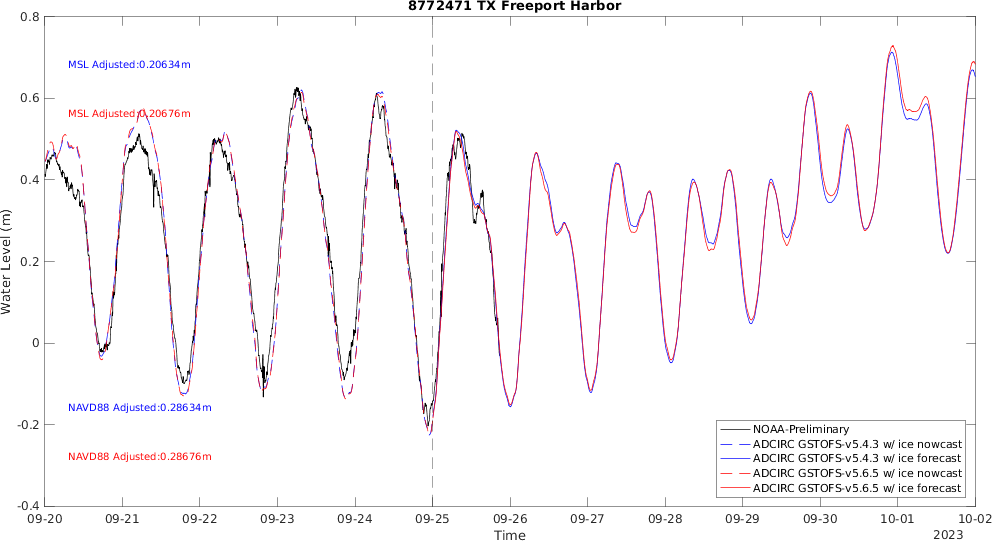 8772471 TX Freeport Harbor
0.8
0.6
0.4
0.2
0
-0.2
-0.4
Water Level (m)
MSL Adjusted:0.20634m
MSL Adjusted:0.20676m
NAVD88 Adjusted:0.28634m
NAVD88 Adjusted:0.28676m
NOAA-Preliminary
ADCIRC GSTOFS-v5.4.3 w/ ice nowcast
ADCIRC GSTOFS-v5.4.3 w/ ice forecast
ADCIRC GSTOFS-v5.6.5 w/ ice nowcast
ADCIRC GSTOFS-v5.6.5 w/ ice forecast
09-20 09-21 09-22 09-23 09-24 09-25 09-26 09-27 09-28 09-29 09-30 10-01 10-02
Time
2023